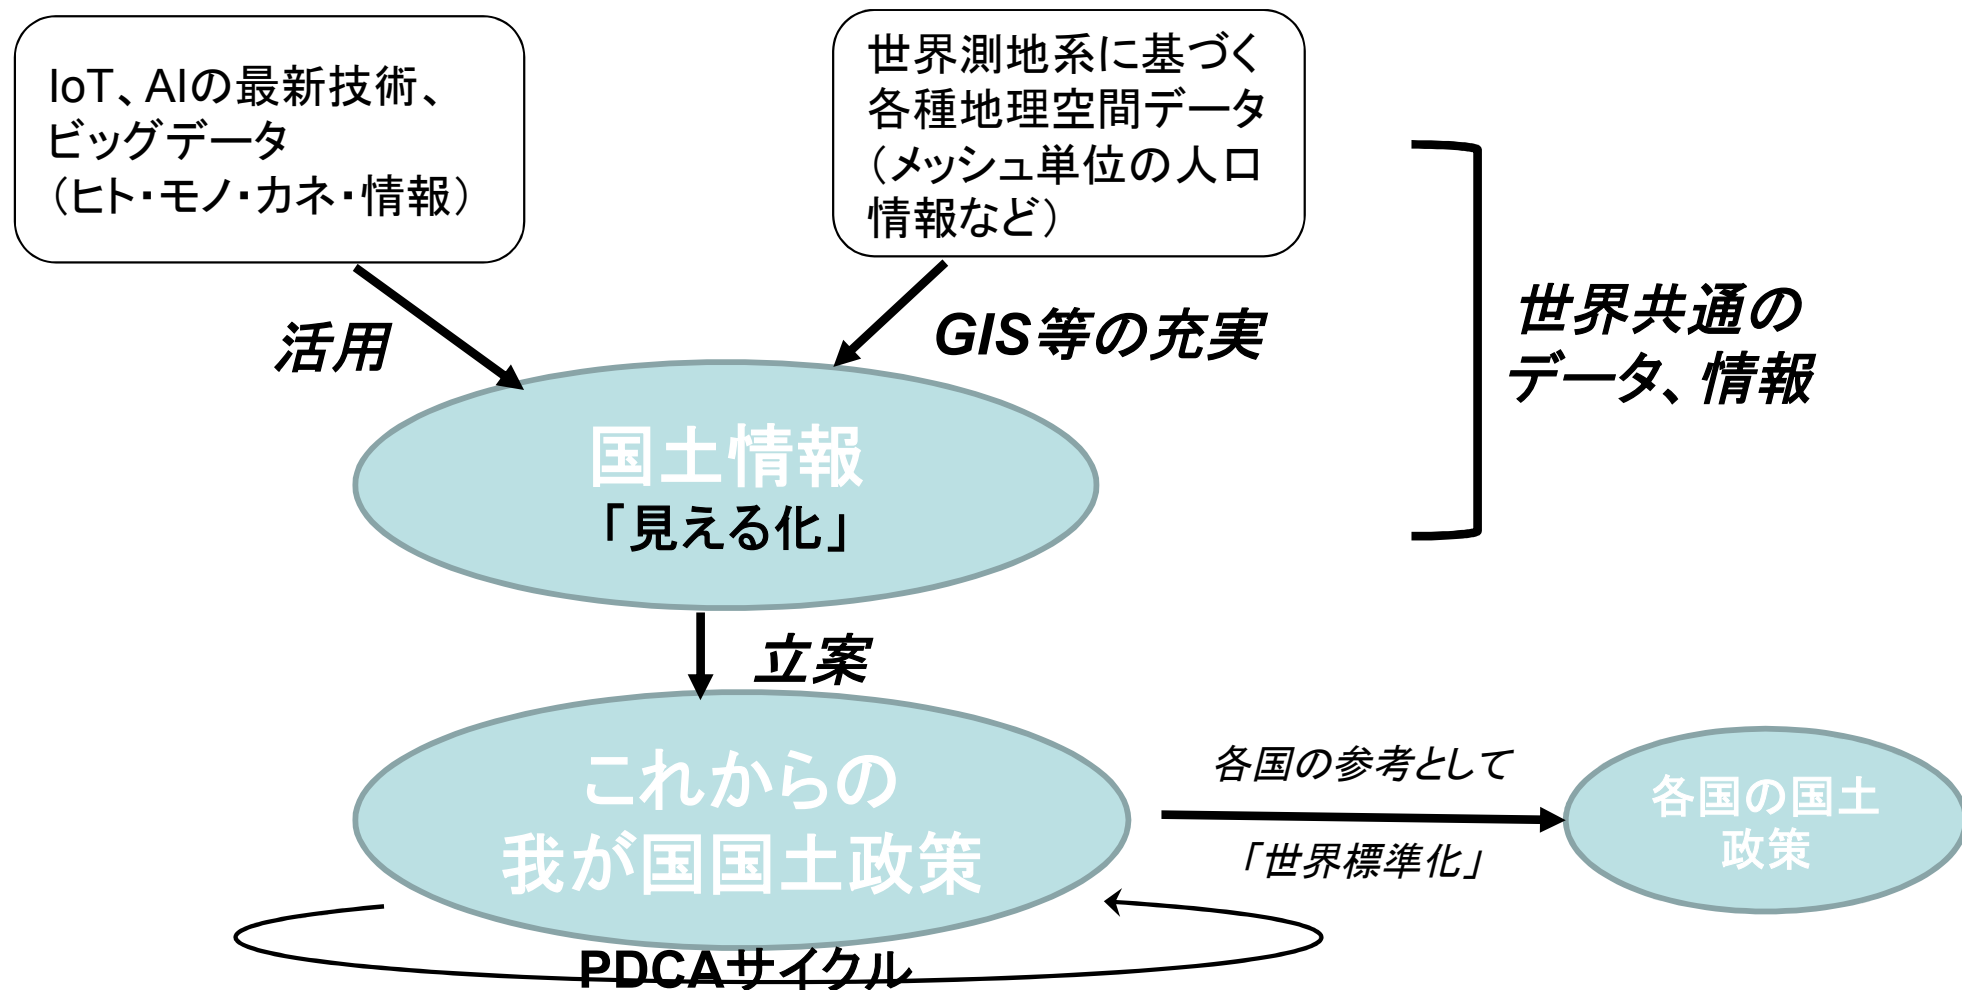 IoT、AIの最新技術、
ビッグデータ
（ヒト・モノ・カネ・情報）
世界測地系に基づく
各種地理空間データ
（メッシュ単位の人口
情報など）
活用
GIS等の充実
世界共通の
データ、情報
国土情報
「見える化」
立案
これからの
我が国国土政策
各国の参考として
「世界標準化」
各国の国土
政策
PDCAサイクル